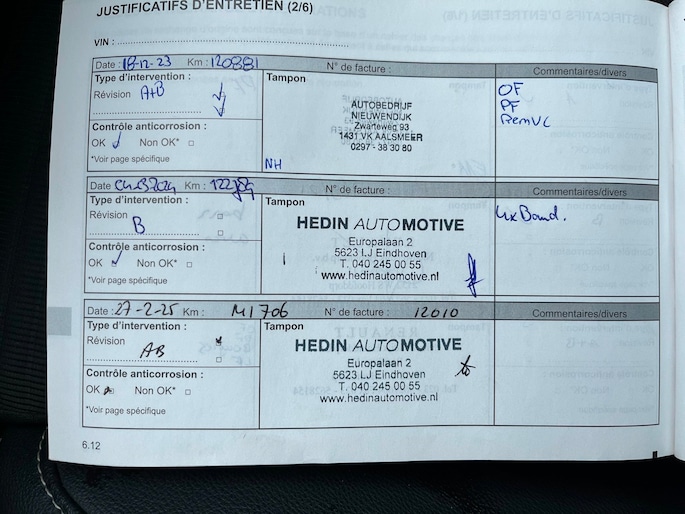 JUSTIFICATIFS D'ENTRETIEN (2/6)
VIN :
Date : 18-12-23 Km : 120881 N° de facture : Commentaires/divers
Type d'intervention :
Révision A+B
Contrôle anticorrosion :
OK Non OK*
*Voir page spécifique
Tampon
AUTOBEDRIJF
NIEUWENDIJK
Zwarteweg 93
1431 VK AALSMEER
0297 - 38 30 80
NH
OF
PF
RemVl
Date Km : N° de facture : Commentaires/divers
Type d'intervention :
Révision
B
Contrôle anticorrosion :
OK Non OK*
*Voir page spécifique
Tampon
HEDIN AUTOMOTIVE
Europalaan 2
5623 LJ Eindhoven
T. 040 245 00 55
www.hedinautomotive.nl
4x Band.
Date : 27-2-25 Km : N° de facture : 12010 Commentaires/divers
Type d'intervention :
Révision
AB
Contrôle anticorrosion :
OK Non OK*
*Voir page spécifique
Tampon
HEDIN AUTOMOTIVE
Europalaan 2
5623 LJ Eindhoven
T. 040 245 00 55
www.hedinautomotive.nl
6.12